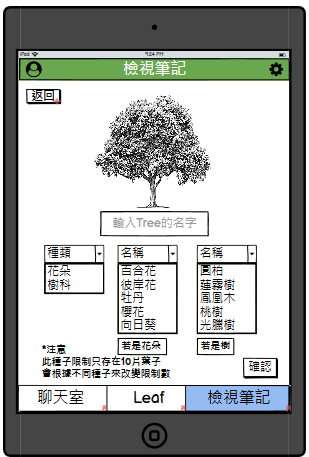 iPad 9:24 PM
檢視筆記
返回
輸入Tree的名字
種類 名稱 名稱
花朵
樹科
百合花
彼岸花
牡丹
櫻花
向日葵
圓柏
蓮霧樹
鳳凰木
桃樹
光臘樹
若是花朵 若是樹
*注意
此種子限制只存在10片葉子
會根據不同種子來改變限制數
確認
聊天室 Leaf 檢視筆記